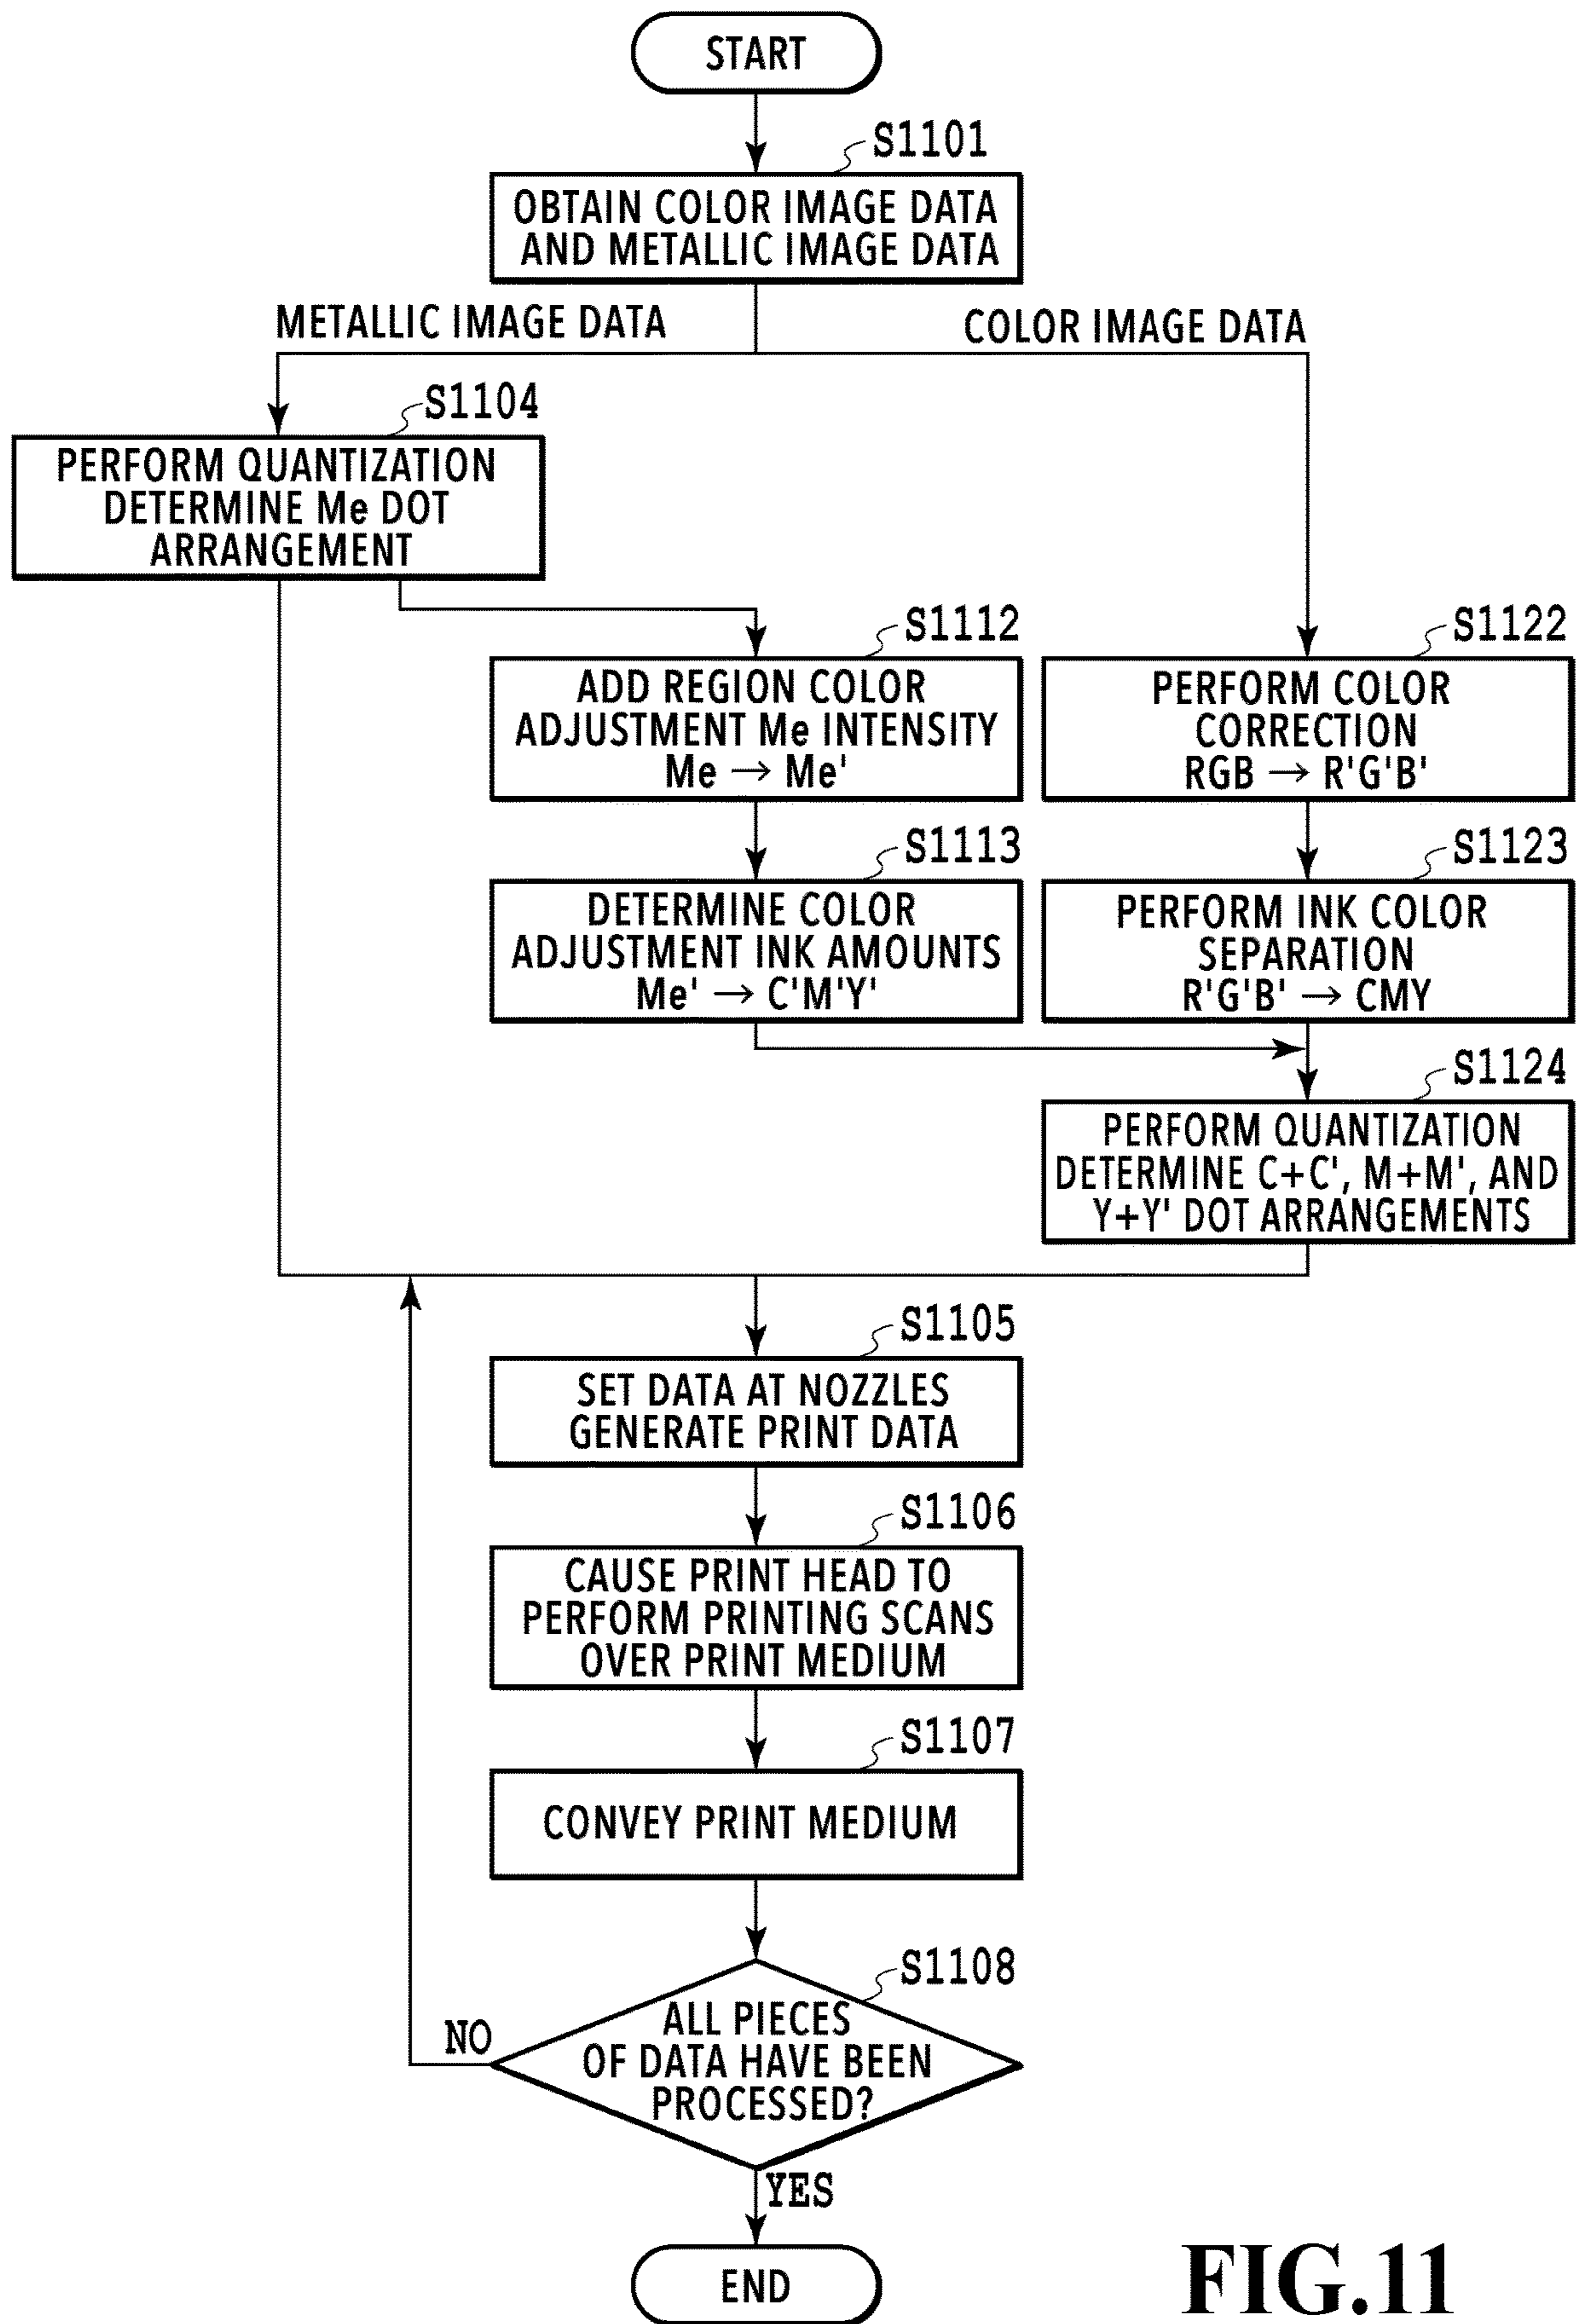 START
S1101
OBTAIN COLOR IMAGE DATA
AND METALLIC IMAGE DATA
METALLIC IMAGE DATA
COLOR IMAGE DATA
S1104
PERFORM QUANTIZATION
DETERMINE Me DOT
ARRANGEMENT
S1112
ADD REGION COLOR
ADJUSTMENT Me INTENSITY
Me → Me'
S1122
PERFORM COLOR
CORRECTION
RGB → R'G'B'
S1113
DETERMINE COLOR
ADJUSTMENT INK AMOUNTS
Me' → C'M'Y'
S1123
PERFORM INK COLOR
SEPARATION
R'G'B' → CMY
S1124
PERFORM QUANTIZATION
DETERMINE C+C', M+M', AND
Y+Y' DOT ARRANGEMENTS
S1105
SET DATA AT NOZZLES
GENERATE PRINT DATA
S1106
CAUSE PRINT HEAD TO
PERFORM PRINTING SCANS
OVER PRINT MEDIUM
S1107
CONVEY PRINT MEDIUM
S1108
ALL PIECES
OF DATA HAVE BEEN
PROCESSED?
NO
YES
END
FIG.11